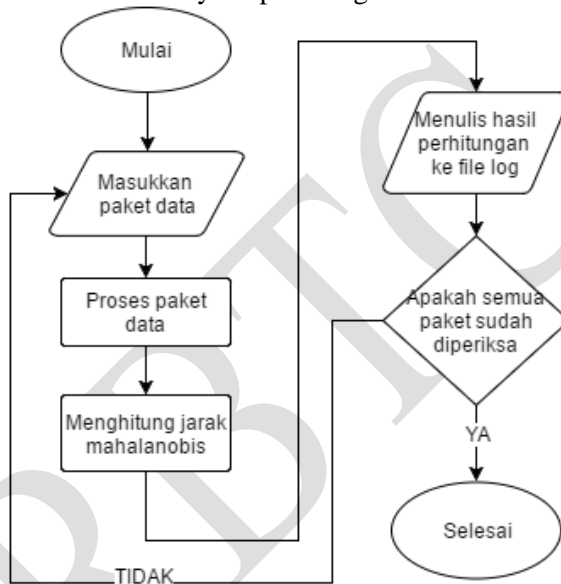 Mulai
Masukkan
paket data
Proses paket
data
Menghitung jarak
mahalanobis
TIDAK
Menulis hasil
perhitungan
ke file log
Apakah semua
paket sudah
diperiksa
YA
Selesai